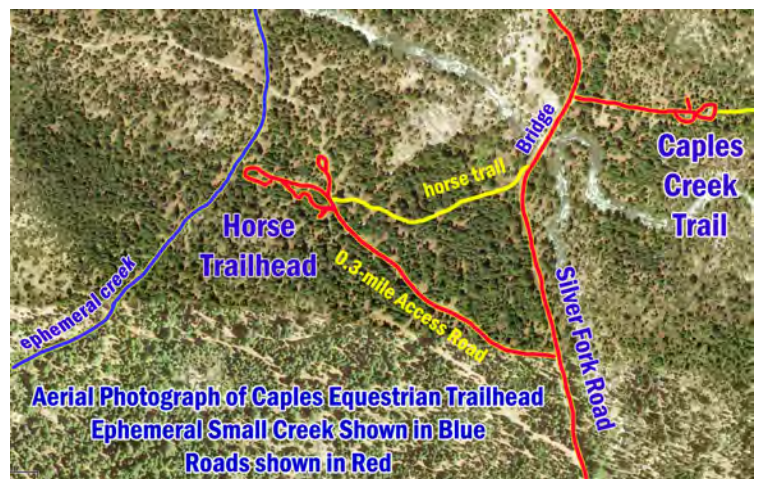 Bridge
Caples
Creek
Trail
horse trail
Horse
Trailhead
0.3 mile Access Road
ephemeral creek
Silver Fork Road
Aerial Photograph of Caples Equestrian Trailhead
Ephemeral Small Creek Shown in Blue
Roads shown in Red